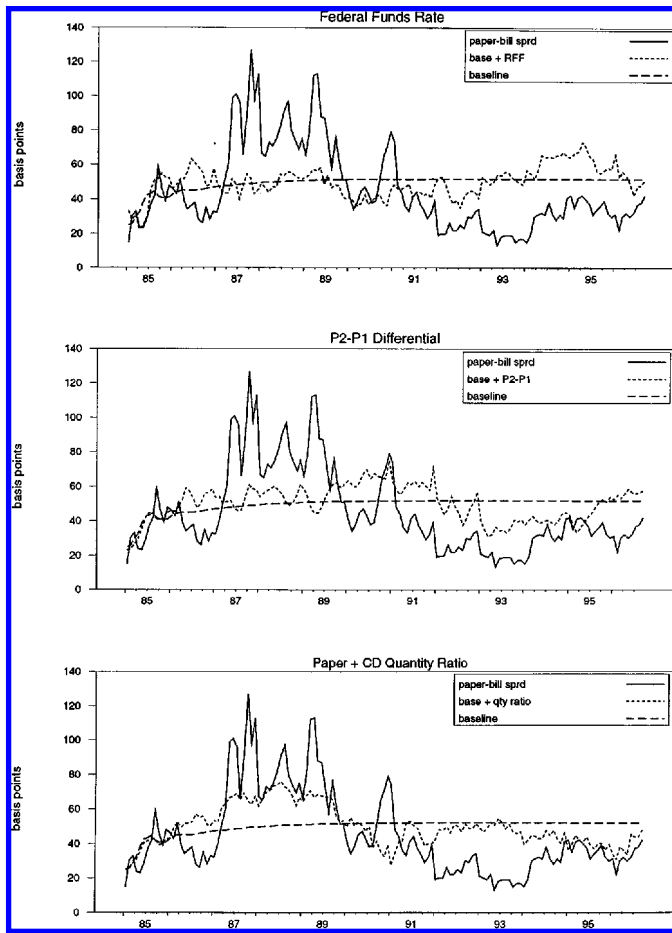 Federal Funds Rate
paper-bill sprd
base + RFF
baseline
basis points
140
120
100
80
60
40
20
0
85
87
89
91
93
95
P2-P1 Differential
paper-bill sprd
base + P2-P1
baseline
basis points
140
120
100
80
60
40
20
0
85
87
89
91
93
95
Paper + CD Quantity Ratio
paper-bill sprd
base + qty ratio
baseline
basis points
140
120
100
80
60
40
20
0
85
87
89
91
93
95